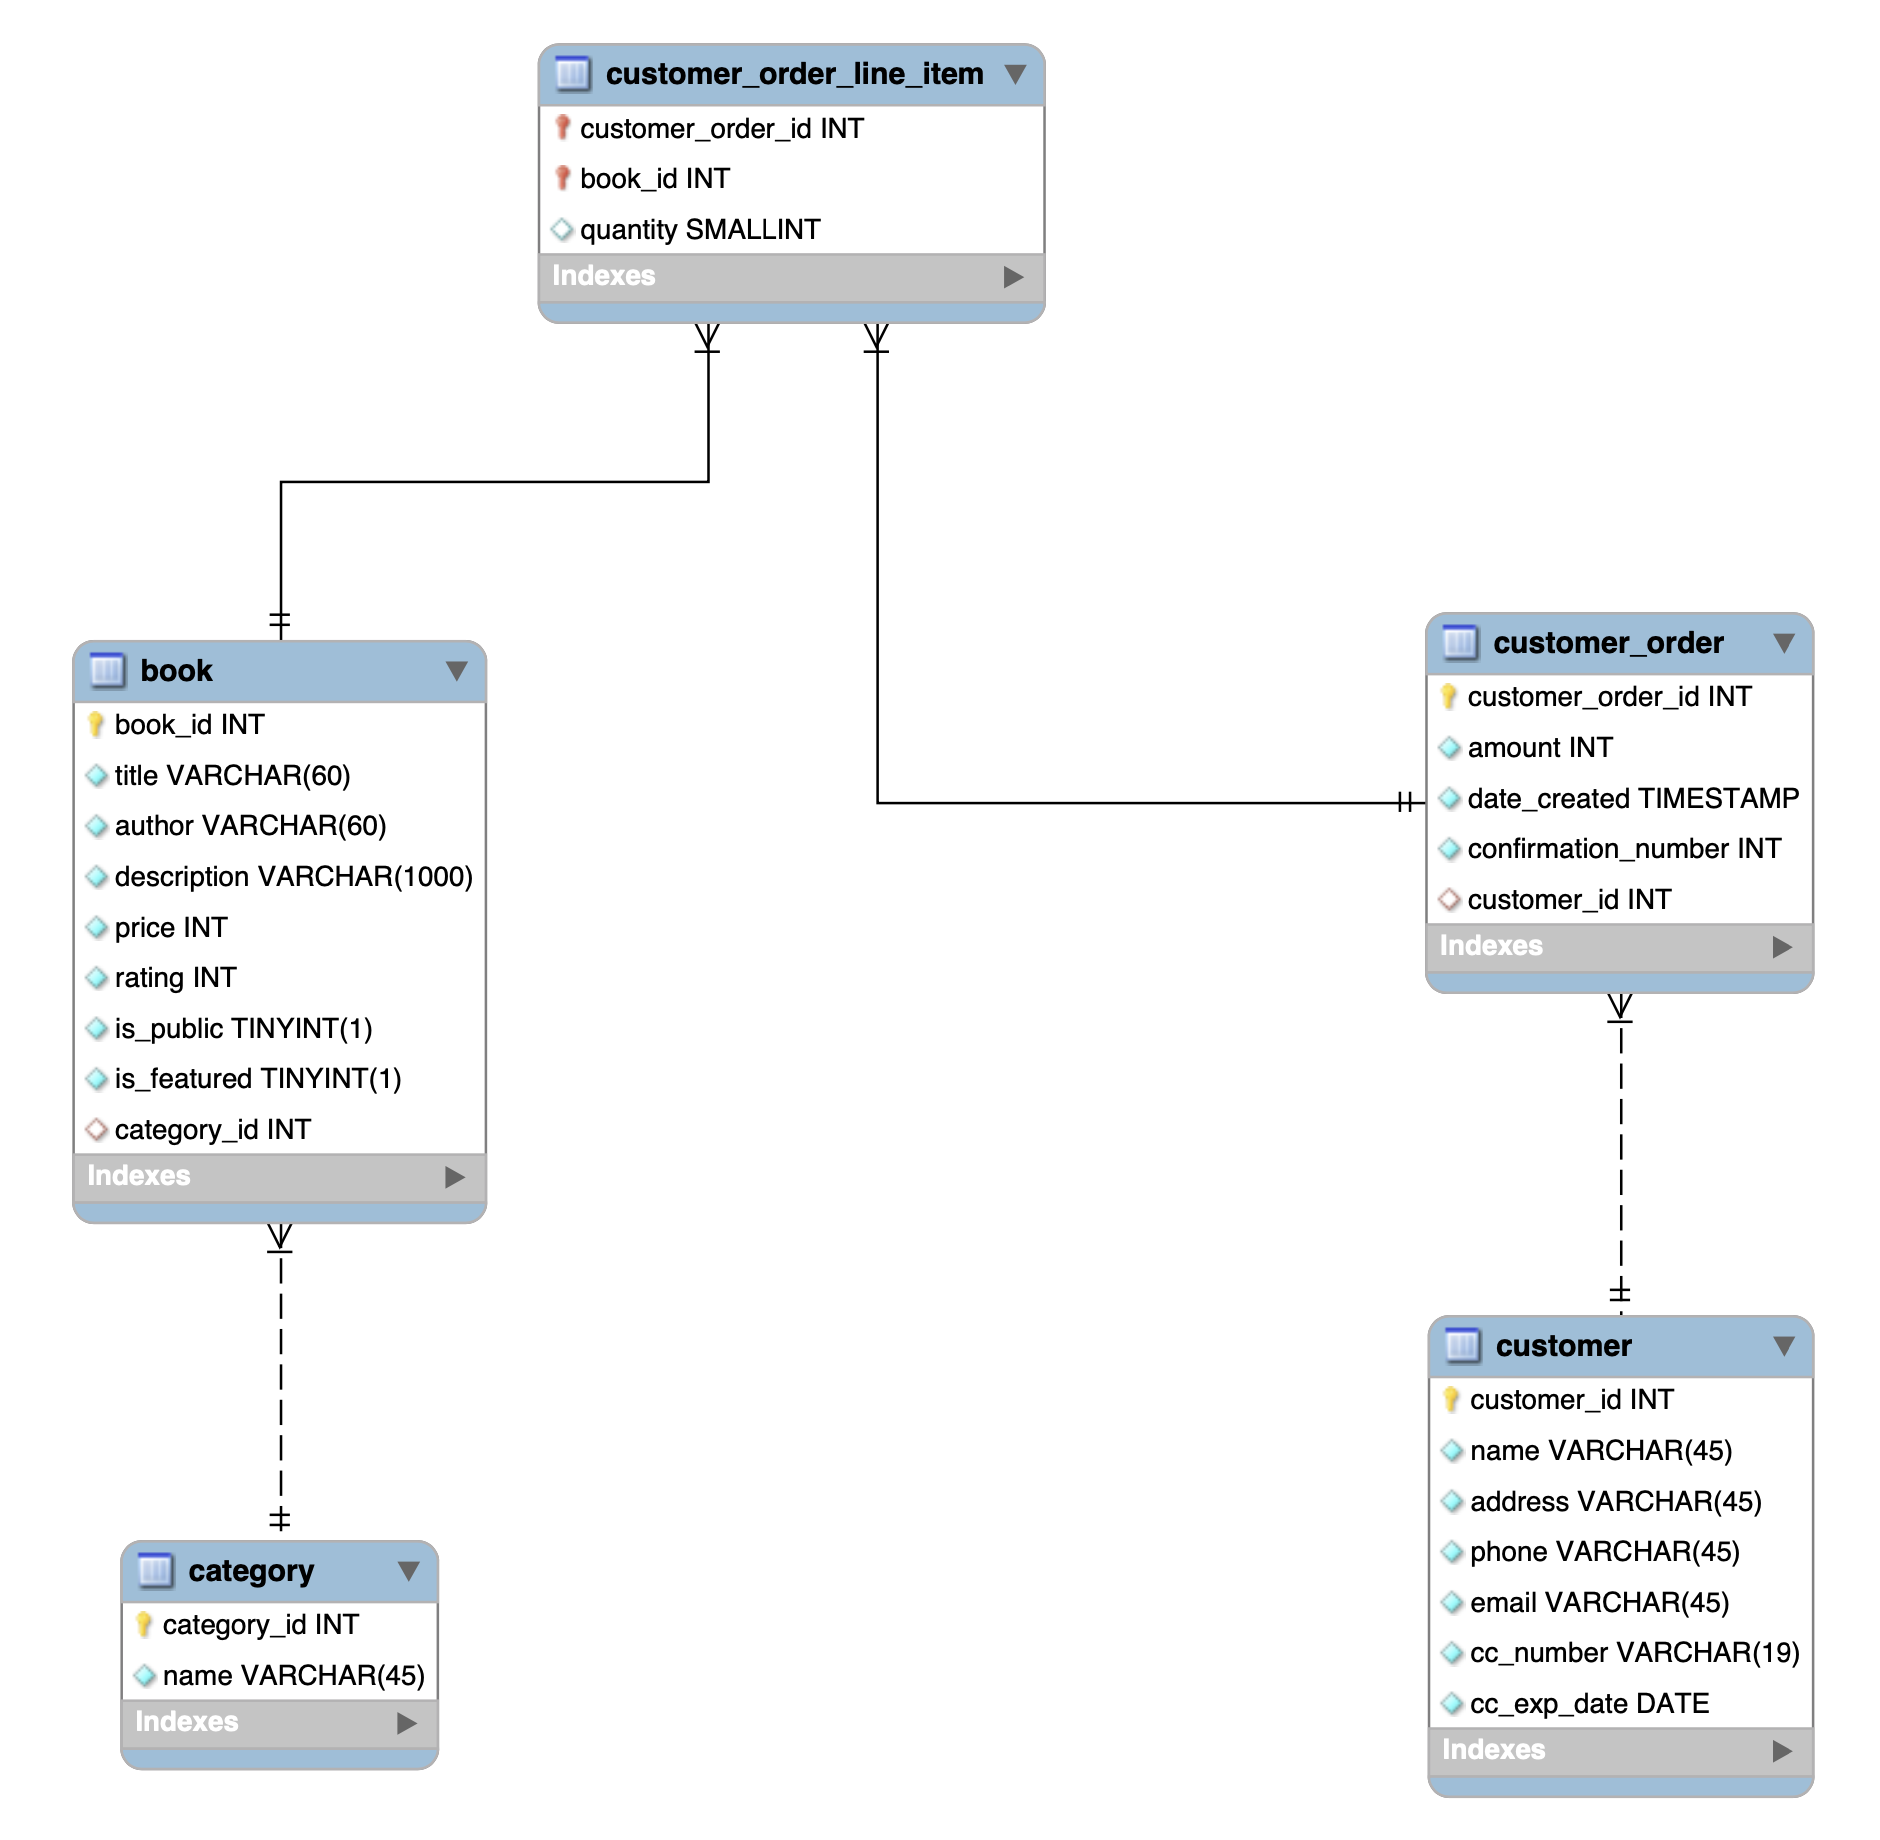 customer_order_line_item
customer_order_id INT
book_id INT
quantity SMALLINT
Indexes
book
book_id INT
title VARCHAR(60)
author VARCHAR(60)
description VARCHAR(1000)
price INT
rating INT
is_public TINYINT(1)
is_featured TINYINT(1)
category_id INT
Indexes
customer_order
customer_order_id INT
amount INT
date_created TIMESTAMP
confirmation_number INT
customer_id INT
Indexes
category
category_id INT
name VARCHAR(45)
Indexes
customer
customer_id INT
name VARCHAR(45)
address VARCHAR(45)
phone VARCHAR(45)
email VARCHAR(45)
cc_number VARCHAR(19)
cc_exp_date DATE
Indexes